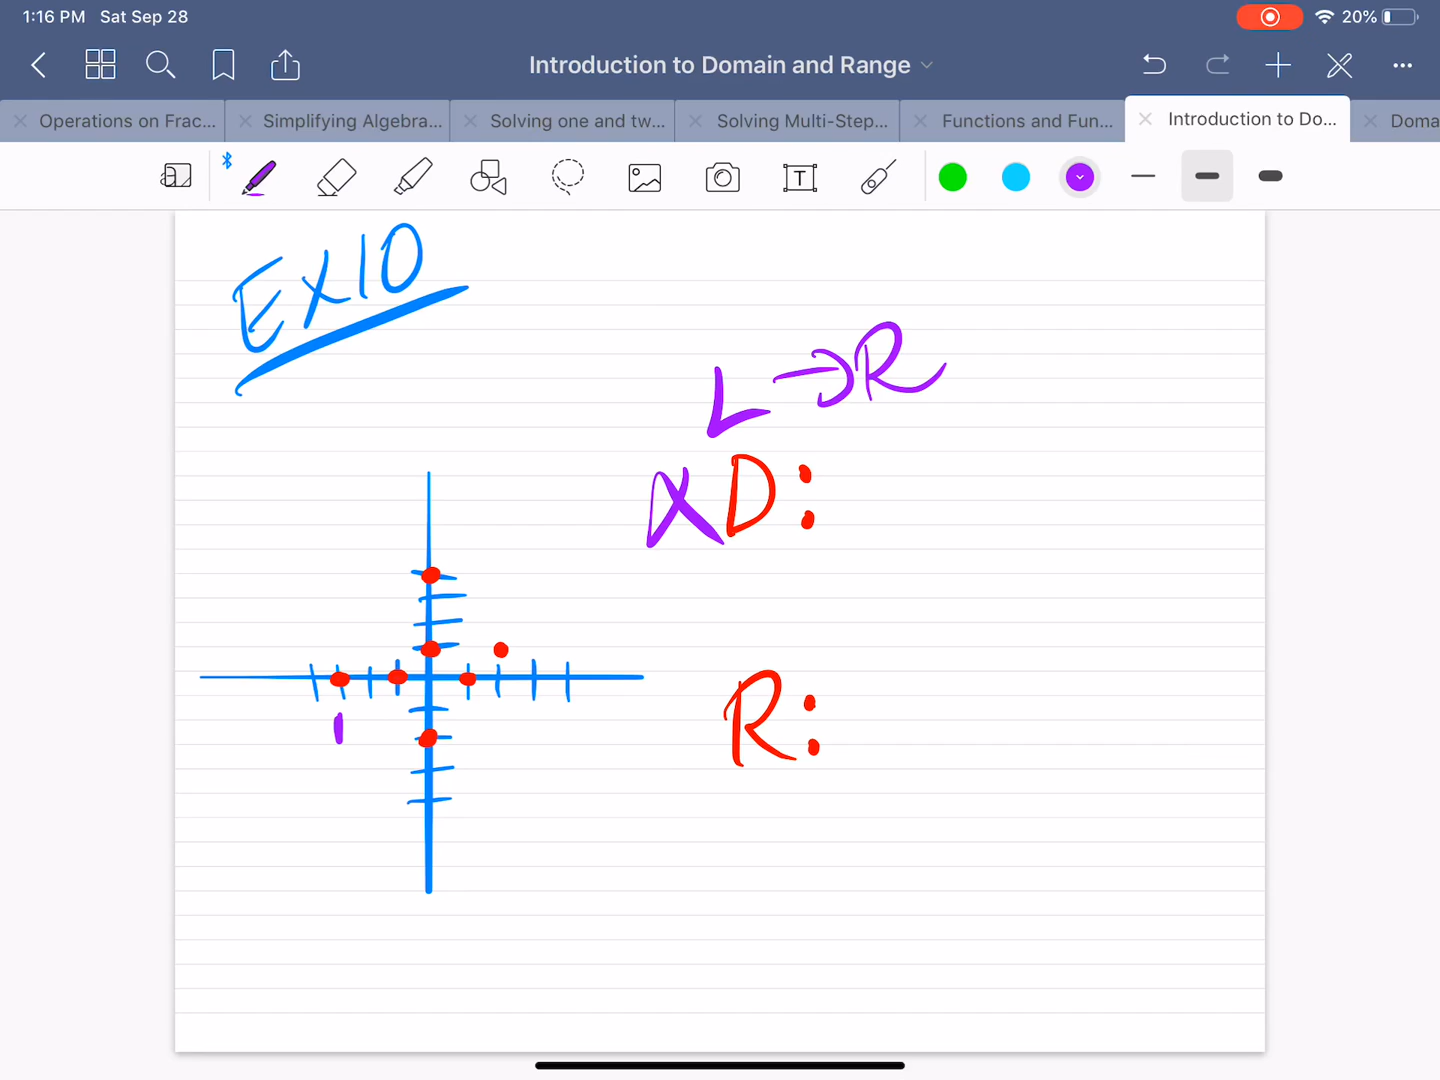 1:16 PM Sat Sep 28
20%
Introduction to Domain and Range
Operations on Frac...
Simplifying Algebra...
Solving one and tw...
Solving Multi-Step...
Functions and Fun...
Introduction to Do...
Doma
T
EX10
L → R
X D:
R: